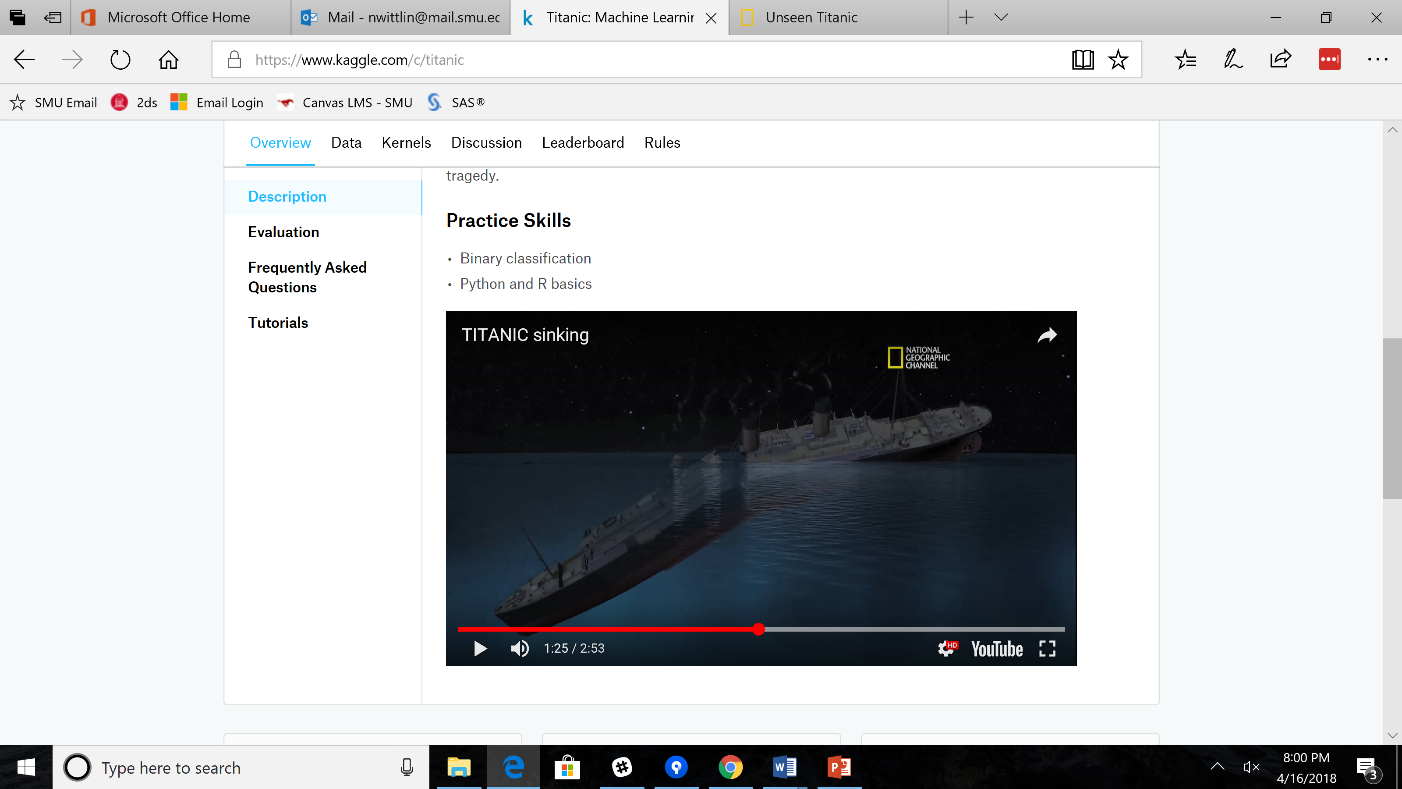 Microsoft Office Home
Mail - nwittlin@mail.smu.ec
Titanic: Machine Learnin
Unseen Titanic
https://www.kaggle.com/c/titanic
SMU Email
2ds
Email Login
Canvas LMS - SMU
SAS®
Overview
Data
Kernels
Discussion
Leaderboard
Rules
Description
Evaluation
Frequently Asked
Questions
Tutorials
tragedy.
Practice Skills
• Binary classification
• Python and R basics
TITANIC sinking
NATIONAL
GEOGRAPHIC
CHANNEL
1:25 / 2:53
HD
YouTube
Type here to search
8:00 PM
4/16/2018
3